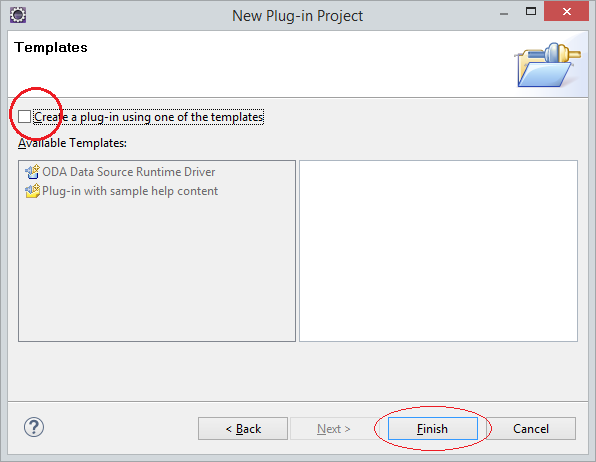 New Plug-in Project
Templates
Create a plug-in using one of the templates
Available Templates:
ODA Data Source Runtime Driver
Plug-in with sample help content
?
< Back
Next >
Finish
Cancel